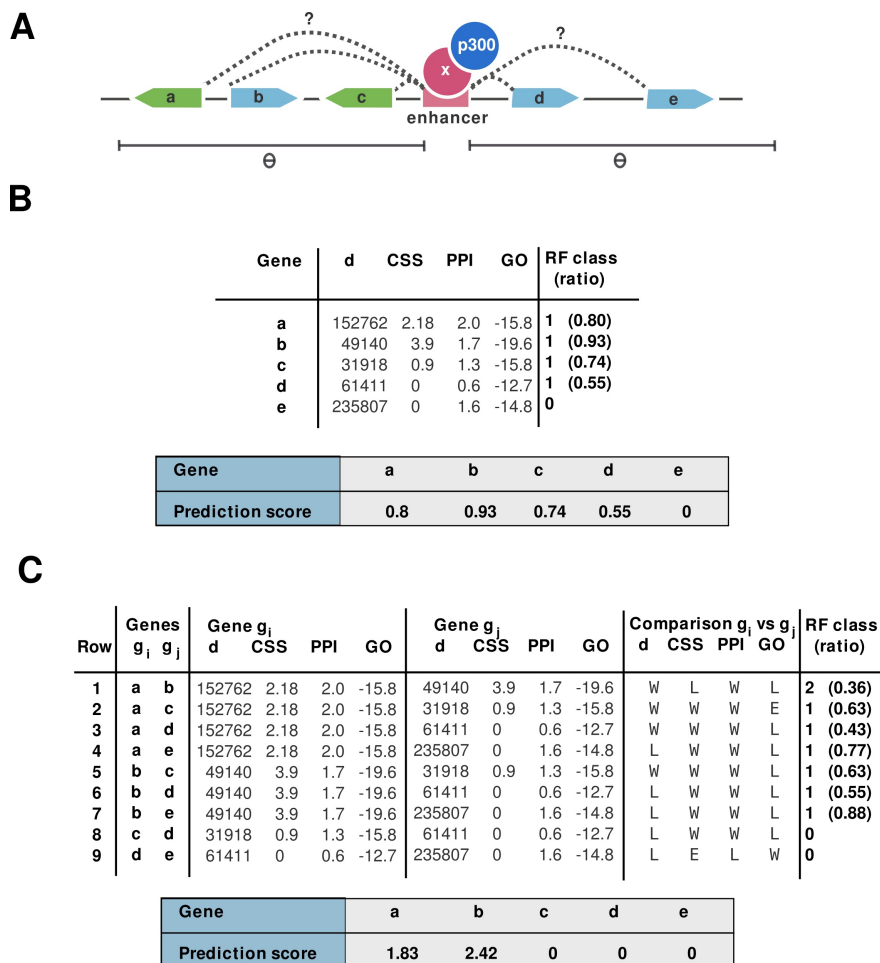 A
?
?
p300
x
a b c d e
enhancer
Θ Θ
B
Gene d CSS PPI GO RF class (ratio)
a 152762 2.18 2.0 -15.8 1 (0.80)
b 49140 3.9 1.7 -19.6 1 (0.93)
c 31918 0.9 1.3 -15.8 1 (0.74)
d 61411 0 0.6 -12.7 1 (0.55)
e 235807 0 1.6 -14.8 0
Gene a b c d e
Prediction score 0.8 0.93 0.74 0.55 0
C
Genes Gene gi Gene gj Comparison gi vs gj RF class
Row gi gj d CSS PPI GO d CSS PPI GO d CSS PPI GO (ratio)
1 a b 152762 2.18 2.0 -15.8 49140 3.9 1.7 -19.6 W L W L 2 (0.36)
2 a c 152762 2.18 2.0 -15.8 31918 0.9 1.3 -15.8 W W W E 1 (0.63)
3 a d 152762 2.18 2.0 -15.8 61411 0 0.6 -12.7 W W W L 1 (0.43)
4 a e 152762 2.18 2.0 -15.8 235807 0 1.6 -14.8 L W W L 1 (0.77)
5 b c 49140 3.9 1.7 -19.6 31918 0.9 1.3 -15.8 W W W L 1 (0.63)
6 b d 49140 3.9 1.7 -19.6 61411 0 0.6 -12.7 L W W L 1 (0.55)
7 b e 49140 3.9 1.7 -19.6 235807 0 1.6 -14.8 L W W L 1 (0.88)
8 c d 31918 0.9 1.3 -15.8 61411 0 0.6 -12.7 L W W L 0
9 d e 61411 0 0.6 -12.7 235807 0 1.6 -14.8 L E L W 0
Gene a b c d e
Prediction score 1.83 2.42 0 0 0